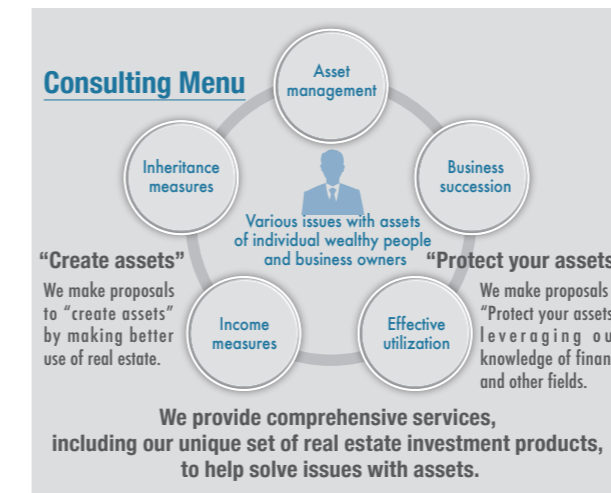 Consulting Menu
Asset
management
Inheritance
measures
Business
succession
Various issues with assets
of individual wealthy people
and business owners
"Create assets"
We make proposals
to "create assets"
by making better
use of real estate.
Income
measures
Effective
utilization
"Protect your assets
We make proposals
"Protect your assets
leveraging
knowledge of
and other fields.
We provide comprehensive services,
including our unique set of real estate investment products,
to help solve issues with assets.